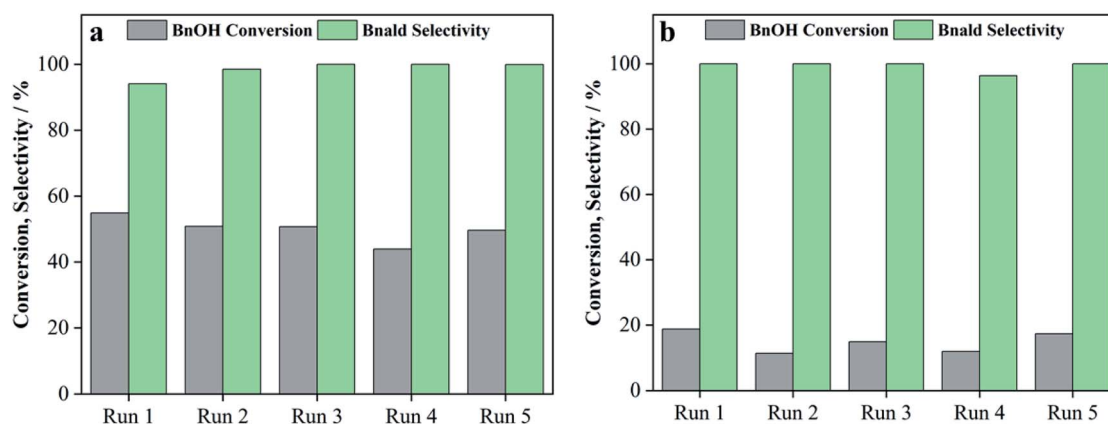 a
BnOH Conversion Bnald Selectivity
Conversion, Selectivity / %
100
80
60
40
20
0
Run 1 Run 2 Run 3 Run 4 Run 5
b
BnOH Conversion Bnald Selectivity
Conversion, Selectivity / %
100
80
60
40
20
0
Run 1 Run 2 Run 3 Run 4 Run 5